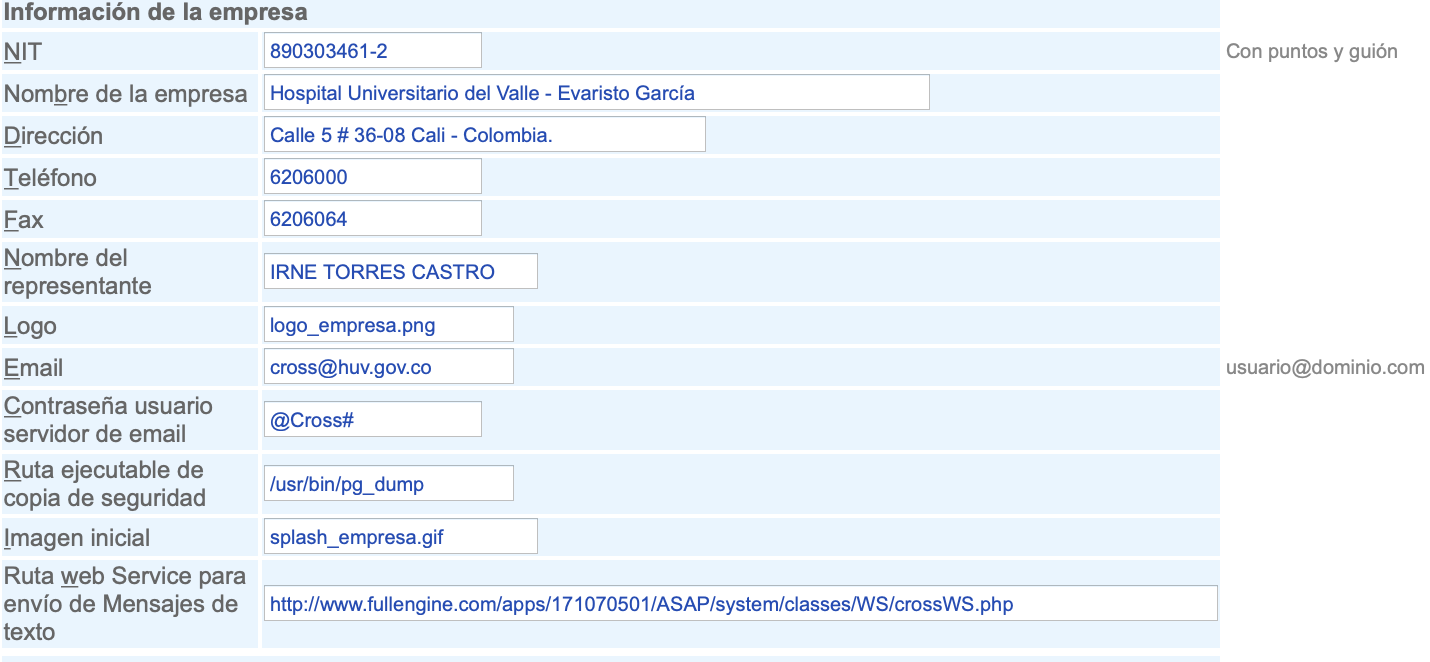 Información de la empresa
NIT 890303461-2 Con puntos y guión
Nombre de la empresa Hospital Universitario del Valle - Evaristo García
Dirección Calle 5 # 36-08 Cali - Colombia.
Teléfono 6206000
Fax 6206064
Nombre del
representante IRNE TORRES CASTRO
Logo logo_empresa.png
Email cross@huv.gov.co usuario@dominio.com
Contraseña usuario
servidor de email @Cross#
Ruta ejecutable de
copia de seguridad /usr/bin/pg_dump
Imagen inicial splash_empresa.gif
Ruta web Service para
envío de Mensajes de
texto http://www.fullengine.com/apps/171070501/ASAP/system/classes/WS/crossWS.php